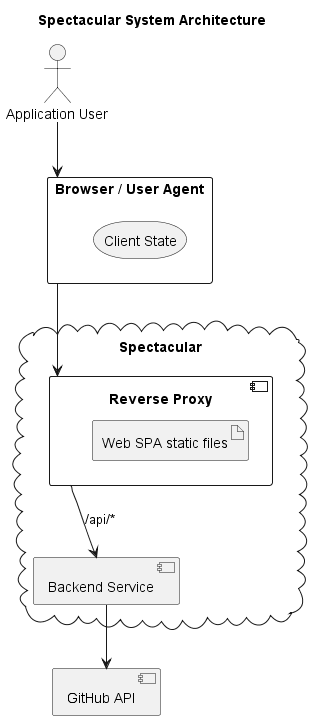 Spectacular System Architecture
Application User
Browser / User Agent
Client State
Spectacular
Reverse Proxy
Web SPA static files
/api/*
Backend Service
GitHub API